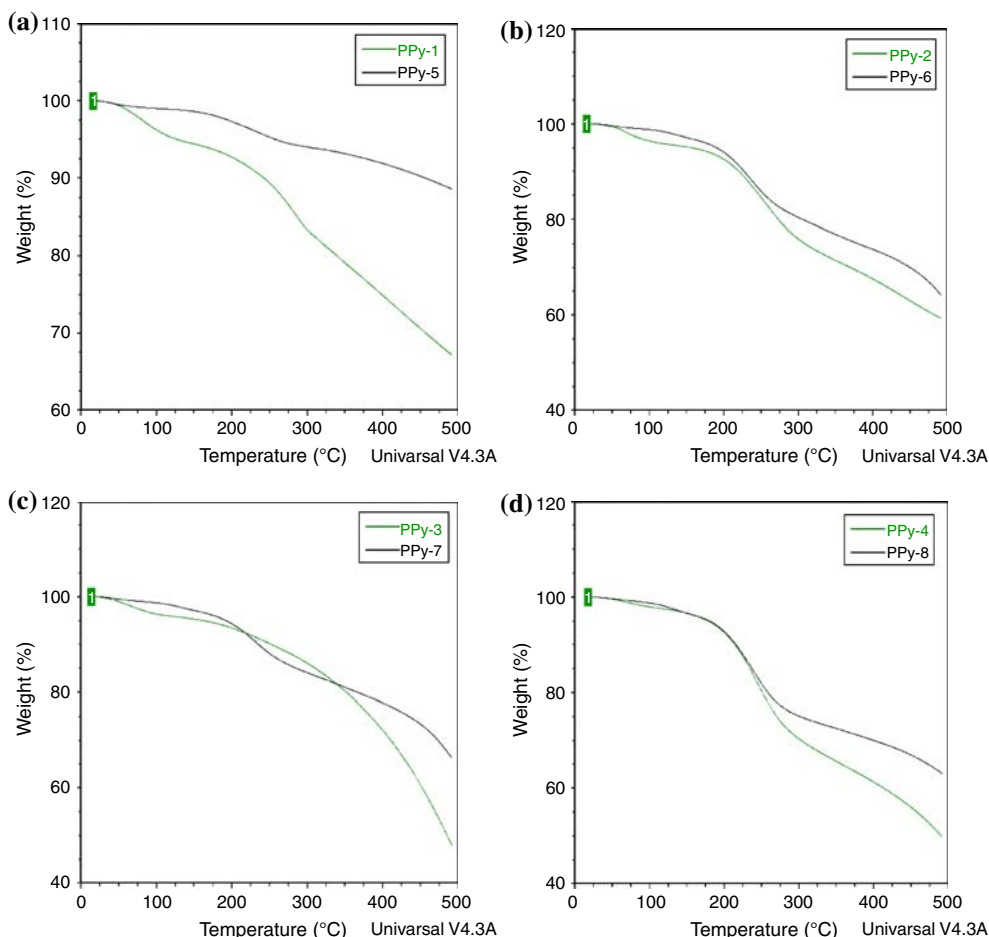 (a)
110
100
90
80
70
60
Weight (%)
1
PPy-1
PPy-5
0 100 200 300 400 500
Temperature (°C) Univarsal V4.3A
(b)
120
100
80
60
40
Weight (%)
1
PPy-2
PPy-6
0 100 200 300 400 500
Temperature (°C) Univarsal V4.3A
(c)
120
100
80
60
40
Weight (%)
1
PPy-3
PPy-7
0 100 200 300 400 500
Temperature (°C) Univarsal V4.3A
(d)
120
100
80
60
40
Weight (%)
1
PPy-4
PPy-8
0 100 200 300 400 500
Temperature (°C) Univarsal V4.3A